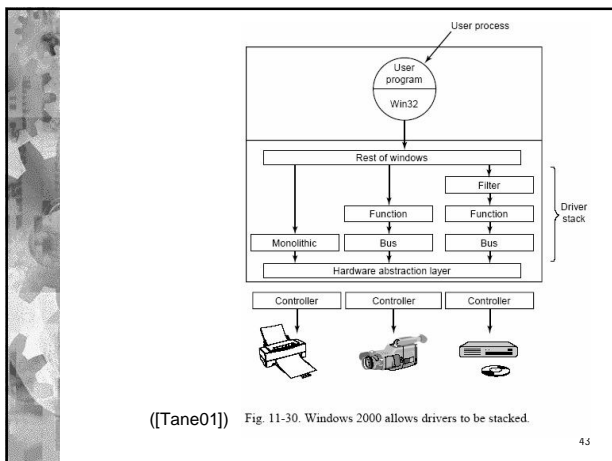 User process
User
program
Win32
Rest of windows
Filter
Function Function
Driver
stack
Monolithic Bus Bus
Hardware abstraction layer
Controller Controller Controller
([Tane01]) Fig. 11-30. Windows 2000 allows drivers to be stacked.
43